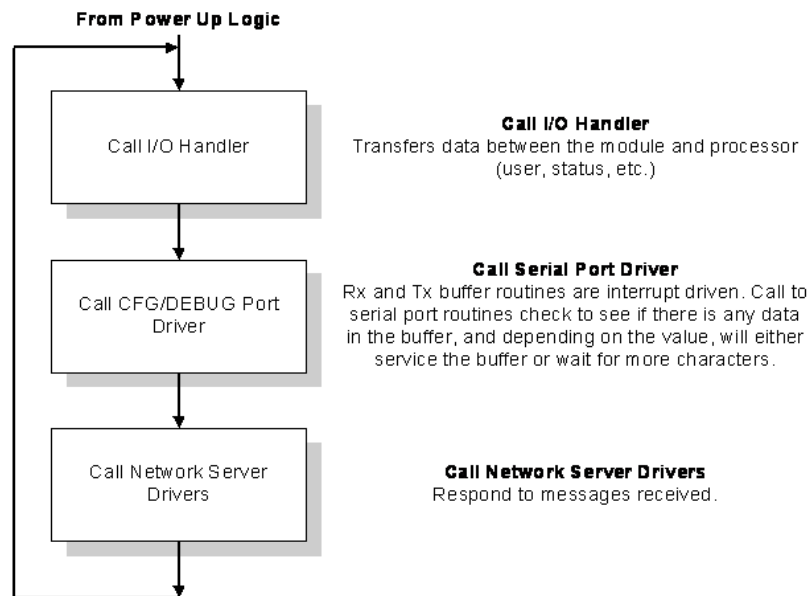 From Power Up Logic
Call I/O Handler
Call I/O Handler
Transfers data between the module and processor
(user, status, etc.)
Call CFG/DEBUG Port
Driver
Call Serial Port Driver
Rx and Tx buffer routines are interrupt driven. Call to
serial port routines check to see if there is any data
in the buffer, and depending on the value, will either
service the buffer or wait for more characters.
Call Network Server
Drivers
Call Network Server Drivers
Respond to messages received.